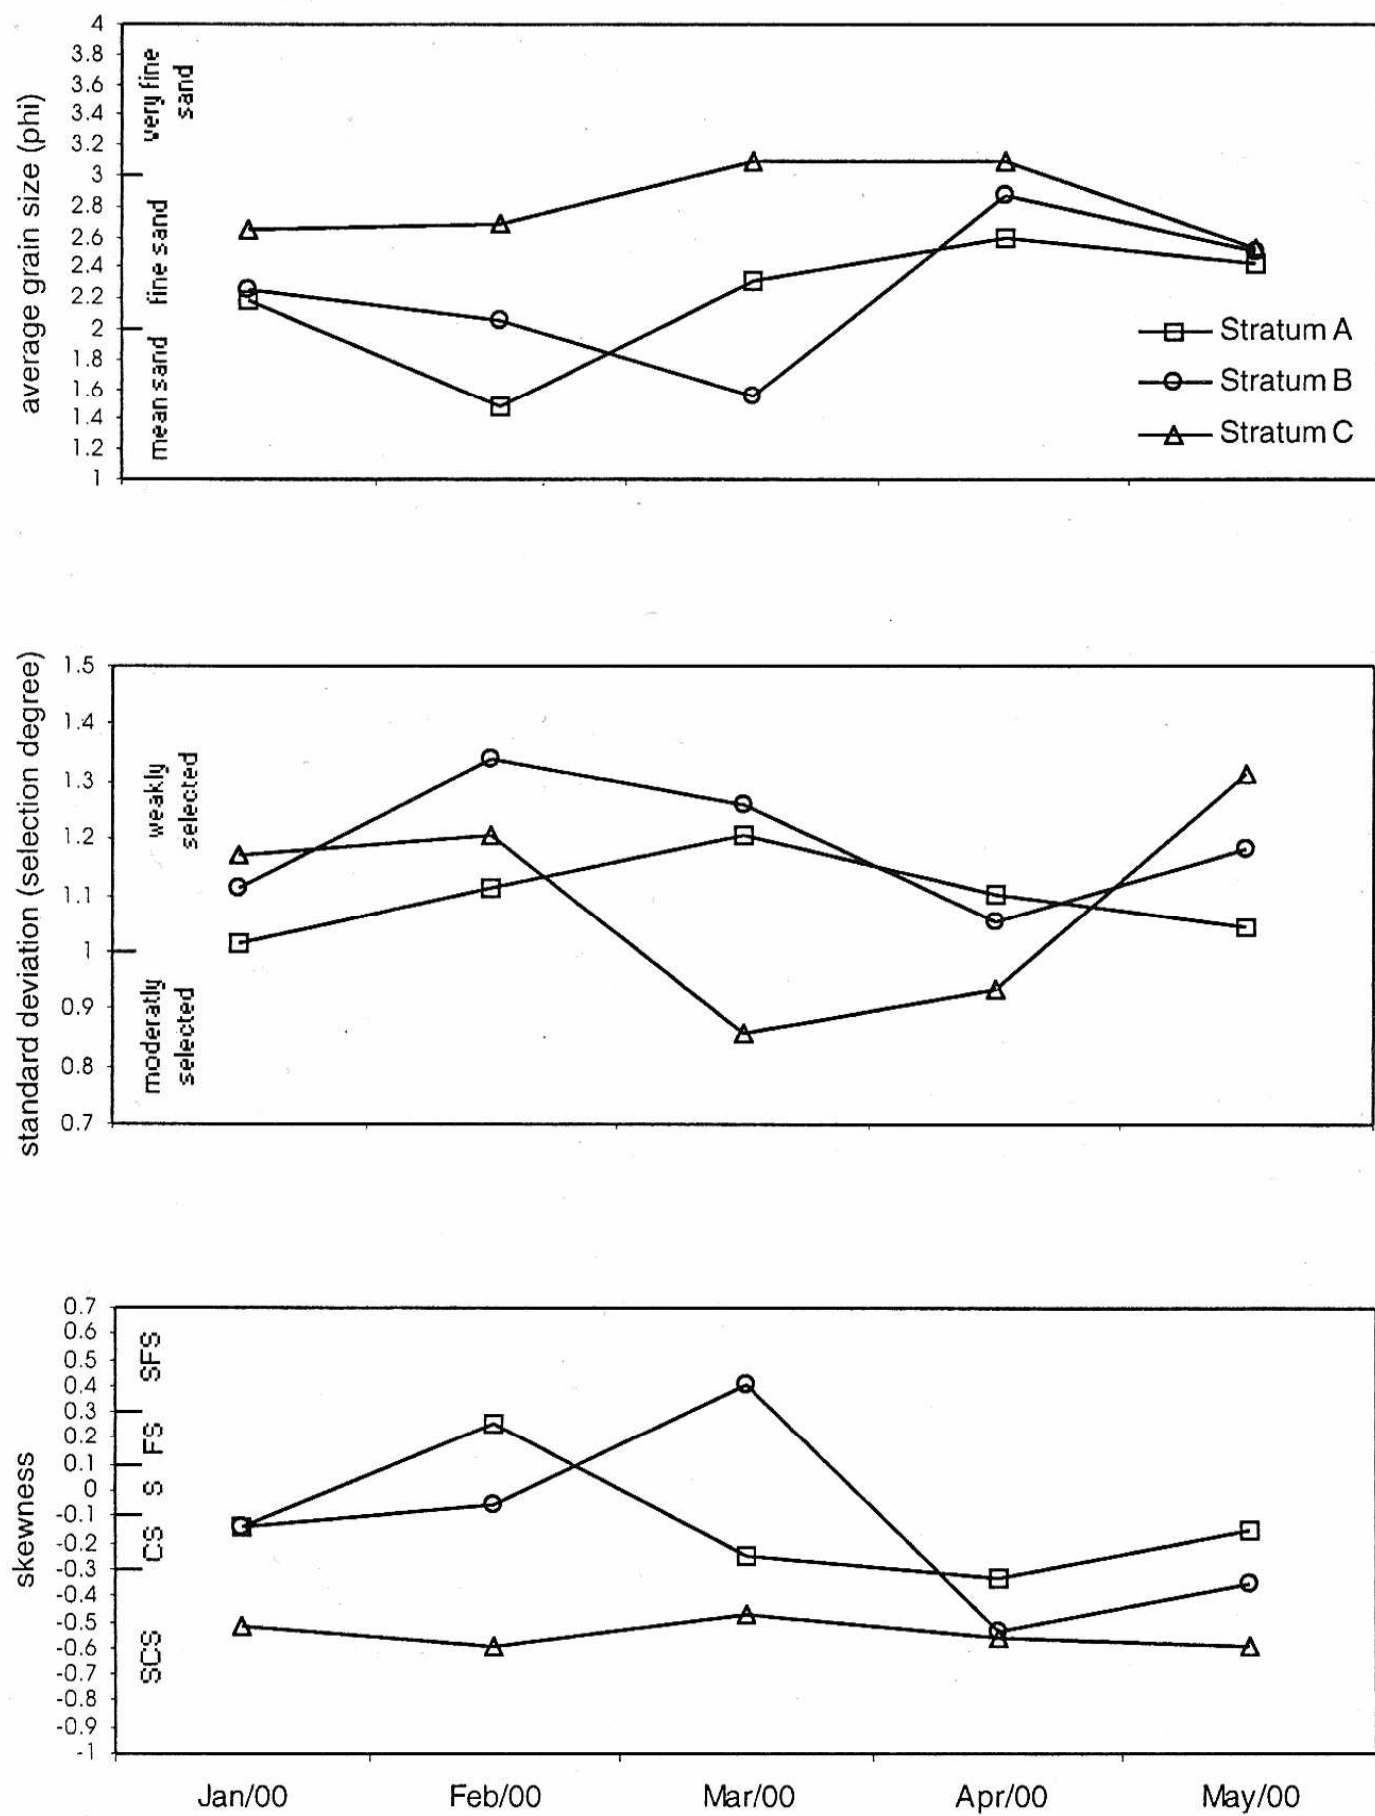 average grain size (phi)
4
3.8
3.6
3.4
3.2
3
2.8
2.6
2.4
2.2
2
1.8
1.6
1.4
1.2
1
very fine
sand
fine sand
mean sand
Stratum A
Stratum B
Stratum C
standard deviation (selection degree)
1.5
1.4
1.3
1.2
1.1
1
0.9
0.8
0.7
weakly
selected
moderatly
selected
skewness
0.7
0.6
0.5
0.4
0.3
0.2
0.1
0
-0.1
-0.2
-0.3
-0.4
-0.5
-0.6
-0.7
-0.8
-0.9
-1
SFS
FS
S
CS
SCS
Jan/00 Feb/00 Mar/00 Apr/00 May/00